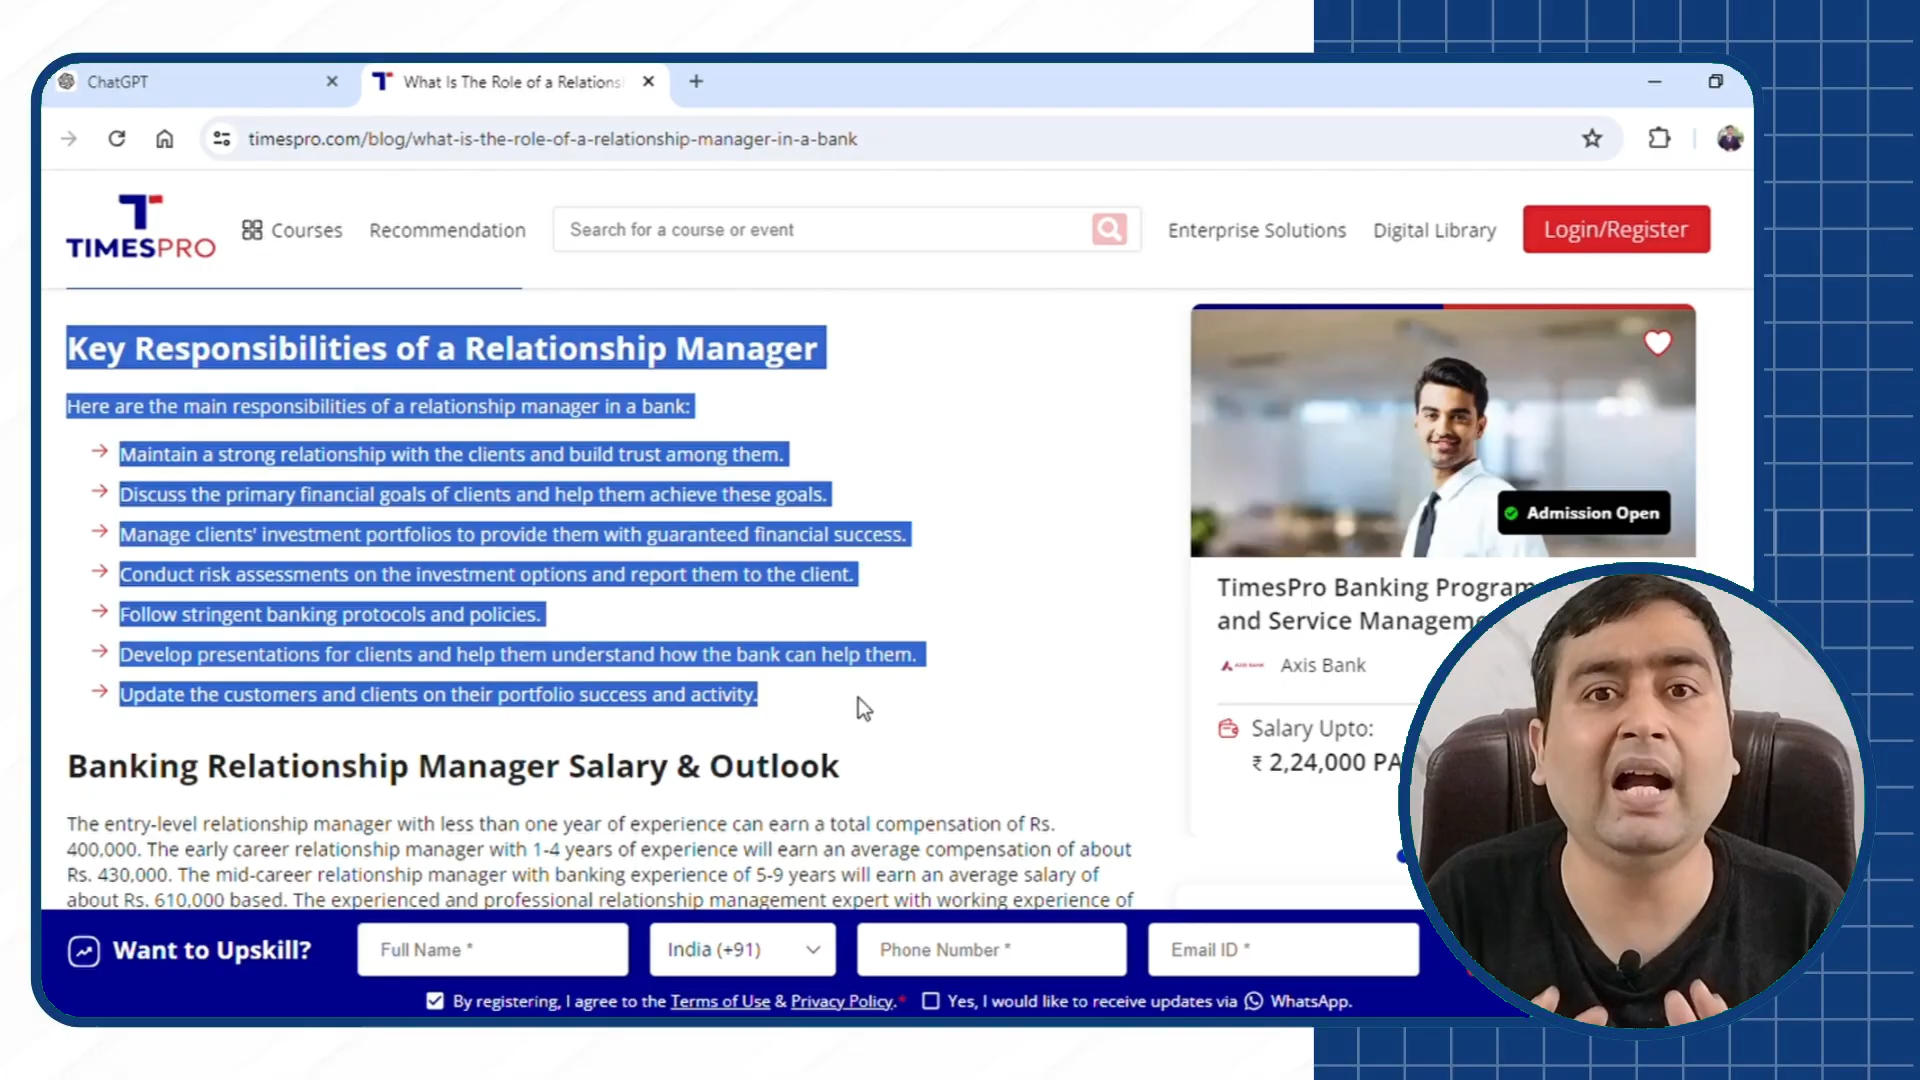 ChatGPT
What Is The Role of a Relations
timespro.com/blog/what-is-the-role-of-a-relationship-manager-in-a-bank
TIMESPRO
Courses
Recommendation
Search for a course or event
Enterprise Solutions
Digital Library
Login/Register
Key Responsibilities of a Relationship Manager
Here are the main responsibilities of a relationship manager in a bank:
Maintain a strong relationship with the clients and build trust among them.
Discuss the primary financial goals of clients and help them achieve these goals.
Manage clients' investment portfolios to provide them with guaranteed financial success.
Conduct risk assessments on the investment options and report them to the client.
Follow stringent banking protocols and policies.
Develop presentations for clients and help them understand how the bank can help them.
Update the customers and clients on their portfolio success and activity.
Banking Relationship Manager Salary & Outlook
The entry-level relationship manager with less than one year of experience can earn a total compensation of Rs.
400,000. The early career relationship manager with 1-4 years of experience will earn an average compensation of about
Rs. 430,000. The mid-career relationship manager with banking experience of 5-9 years will earn an average salary of
about Rs. 610,000 based. The experienced and professional relationship management expert with working experience of
Admission Open
TimesPro Banking Program
and Service Manageme
AXIS BANK
Axis Bank
Salary Upto:
₹ 2,24,000 PA
Want to Upskill?
Full Name *
India (+91)
Phone Number *
Email ID *
By registering, I agree to the Terms of Use & Privacy Policy.*
Yes, I would like to receive updates via WhatsApp.